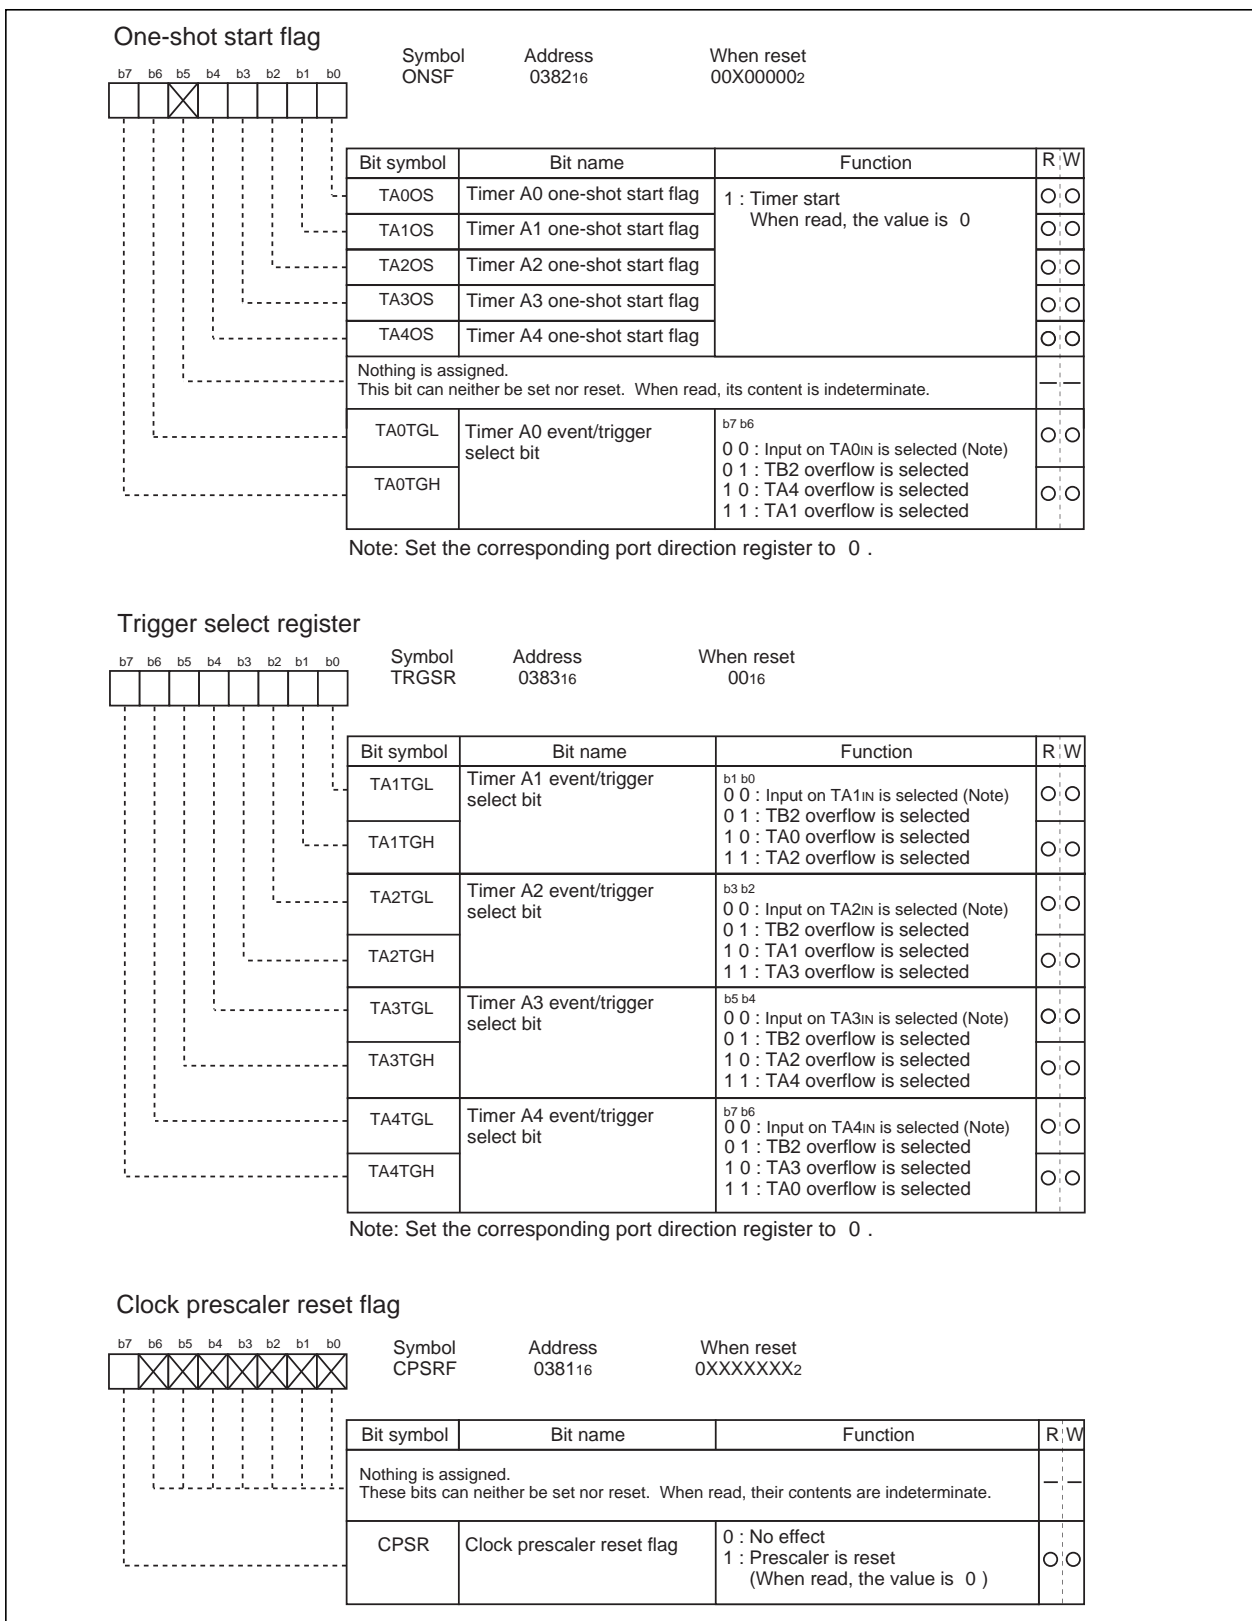 One-shot start flag
Symbol Address When reset
ONSF 038216 00X000002
b7 b6 b5 b4 b3 b2 b1 b0
Bit symbol Bit name Function R W
TA0OS Timer A0 one-shot start flag 1 : Timer start
When read, the value is 0
TA1OS Timer A1 one-shot start flag
TA2OS Timer A2 one-shot start flag
TA3OS Timer A3 one-shot start flag
TA4OS Timer A4 one-shot start flag
Nothing is assigned.
This bit can neither be set nor reset. When read, its content is indeterminate.
TA0TGL Timer A0 event/trigger
select bit
b7 b6
0 0 : Input on TA0IN is selected (Note)
0 1 : TB2 overflow is selected
TA0TGH 1 0 : TA4 overflow is selected
1 1 : TA1 overflow is selected
Note: Set the corresponding port direction register to 0 .
Trigger select register
Symbol Address When reset
TRGSR 038316 0016
b7 b6 b5 b4 b3 b2 b1 b0
Bit symbol Bit name Function R W
TA1TGL Timer A1 event/trigger
select bit
b1 b0
0 0 : Input on TA1IN is selected (Note)
0 1 : TB2 overflow is selected
TA1TGH 1 0 : TA0 overflow is selected
1 1 : TA2 overflow is selected
TA2TGL Timer A2 event/trigger
select bit
b3 b2
0 0 : Input on TA2IN is selected (Note)
0 1 : TB2 overflow is selected
TA2TGH 1 0 : TA1 overflow is selected
1 1 : TA3 overflow is selected
TA3TGL Timer A3 event/trigger
select bit
b5 b4
0 0 : Input on TA3IN is selected (Note)
0 1 : TB2 overflow is selected
TA3TGH 1 0 : TA2 overflow is selected
1 1 : TA4 overflow is selected
TA4TGL Timer A4 event/trigger
select bit
b7 b6
0 0 : Input on TA4IN is selected (Note)
0 1 : TB2 overflow is selected
TA4TGH 1 0 : TA3 overflow is selected
1 1 : TA0 overflow is selected
Note: Set the corresponding port direction register to 0 .
Clock prescaler reset flag
b7 b6 b5 b4 b3 b2 b1 b0
Symbol Address When reset
CPSRF 038116 0XXXXXXX2
Bit symbol Bit name Function R W
Nothing is assigned.
These bits can neither be set nor reset. When read, their contents are indeterminate.
CPSR Clock prescaler reset flag 0 : No effect
1 : Prescaler is reset
(When read, the value is 0 )